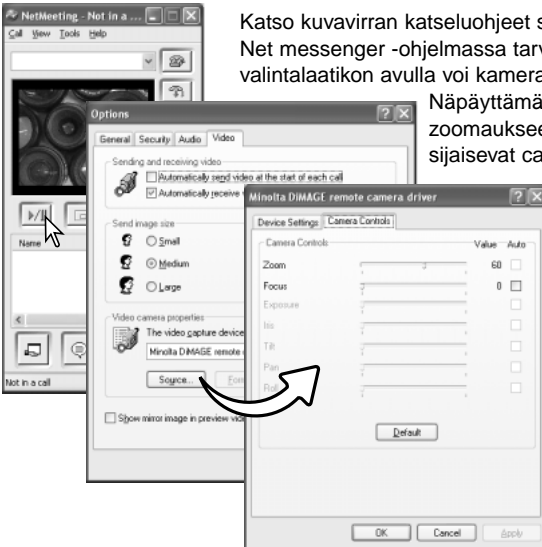 NetMeeting - Not in a ...
Call View Tools Help
Name
Not in a call
Katso kuvavirran katseluohjeet s
Net messenger -ohjelmassa tarv
valintalaatikon avulla voi kamera
Näpäyttämä
zoomauksee
sijaisevat ca
Options
General Security Audio Video
Sending and receiving video
Automatically send video at the start of each call
Automatically receive
Send image size
Small
Medium
Large
Video camera properties
The video capture device
Minolta DiMAGE remote
Source...
Show mirror image in preview
Minolta DiMAGE remote camera driver
Device Settings Camera Controls
Camera Controls Value Auto
Zoom 60
Focus 0
Exposure
Iris
Tilt
Pan
Roll
Default
OK Cancel Apply